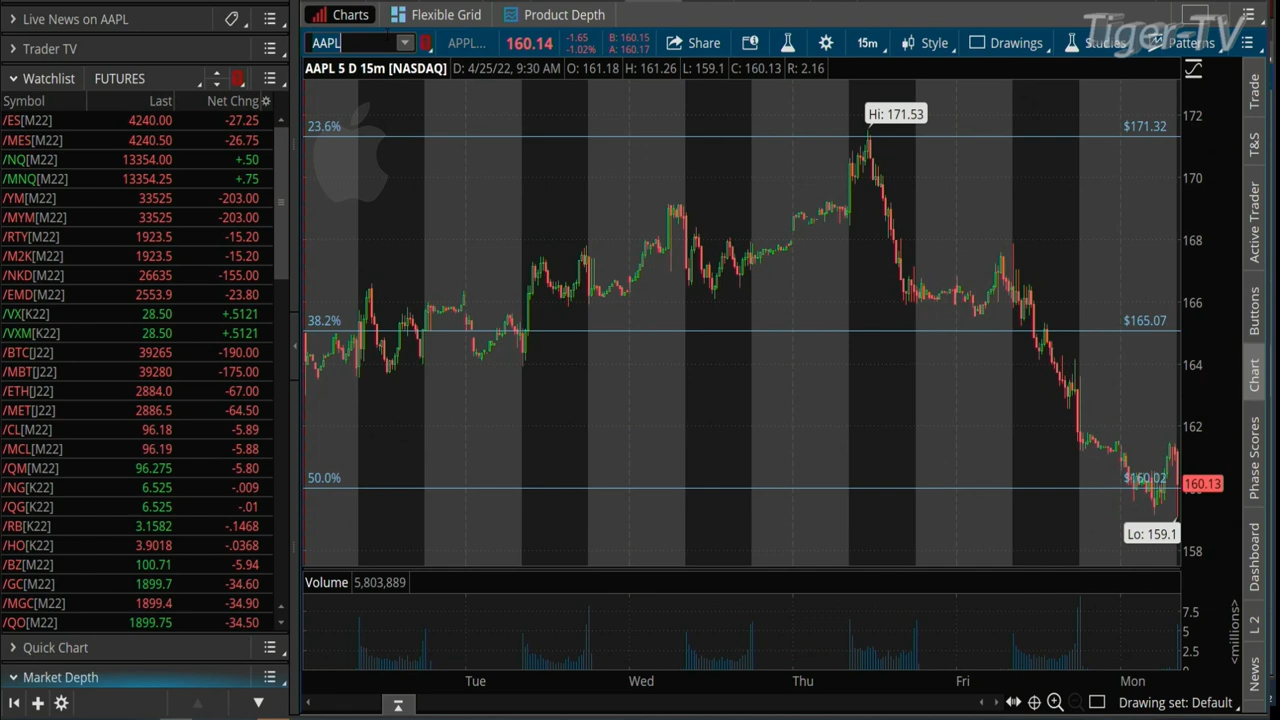 Live News on AAPL
Trader TV
Watchlist FUTURES
Symbol Last Net Chng
/ES[M22] 4240.00 -27.25
/MES[M22] 4240.50 -26.75
/NQ[M22] 13354.00 +.50
/MNQ[M22] 13354.25 +.75
/YM[M22] 33525 -203.00
/MYM[M22] 33525 -203.00
/RTY[M22] 1923.5 -15.20
/M2K[M22] 1923.5 -15.20
/NKD[M22] 26635 -155.00
/EMD[M22] 2553.9 -23.80
/VX[K22] 28.50 +.5121
/VXM[K22] 28.50 +.5121
/BTC[J22] 39265 -190.00
/MBT[J22] 39280 -175.00
/ETH[J22] 2884.0 -67.00
/MET[J22] 2886.5 -64.50
/CL[M22] 96.18 -5.89
/MCL[M22] 96.19 -5.88
/QM[M22] 96.275 -5.80
/NG[K22] 6.525 -.009
/QG[K22] 6.525 -.01
/RB[K22] 3.1582 -.1468
/HO[K22] 3.9018 -.0368
/BZ[M22] 100.71 -5.94
/GC[M22] 1899.7 -34.60
/MGC[M22] 1899.4 -34.90
/QO[M22] 1899.75 -34.50
Quick Chart
Market Depth
Charts Flexible Grid Product Depth
Tiger-TV
AAPL APPL... 160.14 -1.65 -1.02% B: 160.15 A: 160.17 Share 15m Style Drawings Studies Patterns
AAPL 5 D 15m [NASDAQ] D: 4/25/22, 9:30 AM O: 161.18 H: 161.26 L: 159.1 C: 160.13 R: 2.16
Hi: 171.53
23.6% $171.32
38.2% $165.07
50.0% $160.02
Lo: 159.1
172
170
168
166
164
162
160.13
158
Volume 5,803,889
7.5
5
2.5
<millions>
Tue Wed Thu Fri Mon
Drawing set: Default
Trade
T&S
Active Trader
Buttons
Chart
Phase Scores
Dashboard
L 2
News